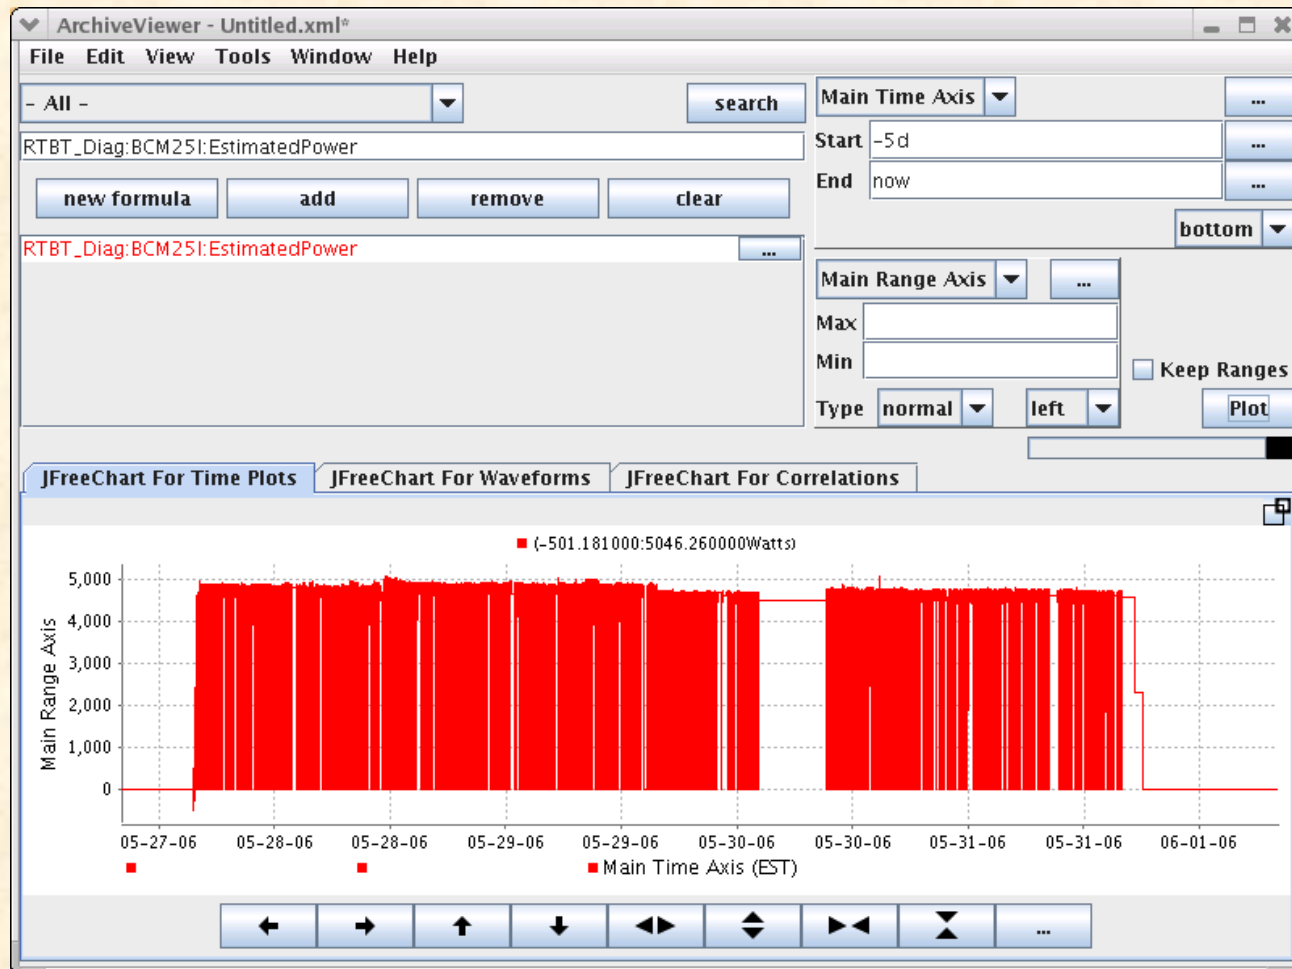 ArchiveViewer - Untitled.xml*
File Edit View Tools Window Help
- All -
search
RTBT_Diag:BCM25I:EstimatedPower
new formula add remove clear
RTBT_Diag:BCM25I:EstimatedPower ...
Main Time Axis ...
Start -5d ...
End now ...
bottom
Main Range Axis ...
Max
Min
Keep Ranges
Type normal left Plot
JFreeChart For Time Plots JFreeChart For Waveforms JFreeChart For Correlations
(-501.181000:5046.260000Watts)
Main Range Axis
5,000
4,000
3,000
2,000
1,000
0
05-27-06 05-28-06 05-28-06 05-29-06 05-29-06 05-30-06 05-30-06 05-31-06 05-31-06 06-01-06
Main Time Axis (EST)
...